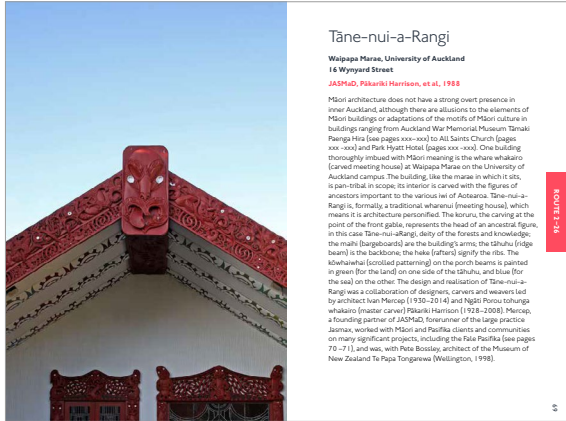 Tāne-nui-a-Rangi
Waipapa Marae, University of Auckland
16 Wynyard Street
JASMaD, Pākariki Harrison, et al, 1988
Māori architecture does not have a strong overt presence in
inner Auckland, although there are allusions to the elements of
Māori buildings or adaptations of the motifs of Māori culture in
buildings ranging from Auckland War Memorial Museum Tāmaki
Paenga Hira (see pages xxx–xxx) to All Saints Church (pages
xxx -xxx) and Park Hyatt Hotel (pages xxx -xxx). One building
thoroughly imbued with Māori meaning is the whare whakairo
(carved meeting house) at Waipapa Marae on the University of
Auckland campus .The building, like the marae in which it sits,
is pan-tribal in scope; its interior is carved with the figures of
ancestors important to the various iwi of Aotearoa. Tāne-nui-a-
Rangi is, formally, a traditional wharenui (meeting house), which
means it is architecture personified. The koruru, the carving at the
point of the front gable, represents the head of an ancestral figure,
in this case Tāne-nui-aRangi, deity of the forests and knowledge;
the maihi (bargeboards) are the building's arms; the tāhuhu (ridge
beam) is the backbone; the heke (rafters) signify the ribs. The
kōwhaiwhai (scrolled patterning) on the porch beams is painted
in green (for the land) on one side of the tāhuhu, and blue (for
the sea) on the other. The design and realisation of Tāne-nui-a-
Rangi was a collaboration of designers, carvers and weavers led
by architect Ivan Mercep (1930–2014) and Ngāti Porou tohunga
whakairo (master carver) Pākariki Harrison (1928–2008). Mercep,
a founding partner of JASMaD, forerunner of the large practice
Jasmax, worked with Māori and Pasifika clients and communities
on many significant projects, including the Fale Pasifika (see pages
70 -71), and was, with Pete Bossley, architect of the Museum of
New Zealand Te Papa Tongarewa (Wellington, 1998).
ROUTE 2 -26
69